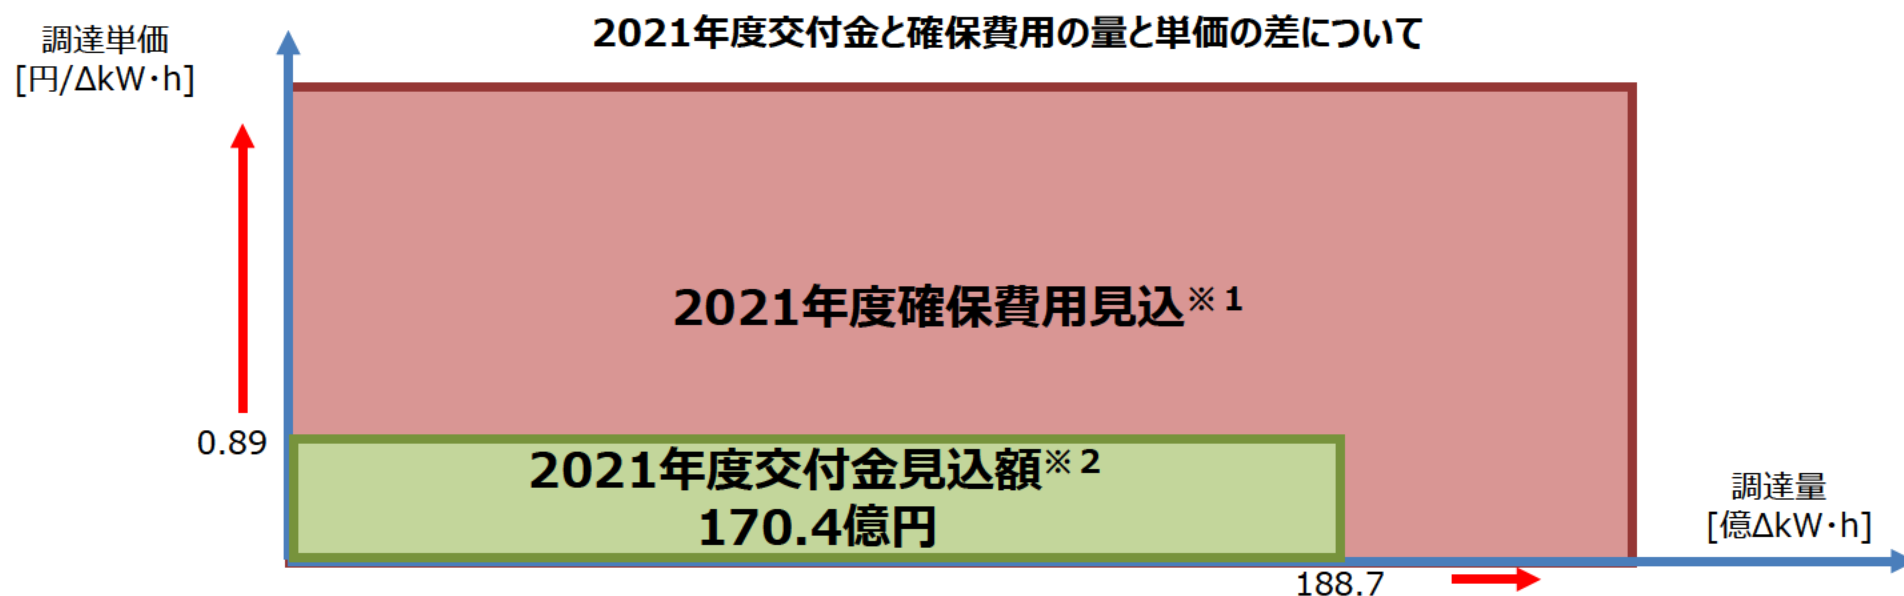 2021年度交付金と確保費用の量と単価の差について
調達単価
[円/ΔkW･h]
2021年度確保費用見込※1
0.89
2021年度交付金見込額※2
170.4億円
調達量
[億ΔkW･h]
188.7